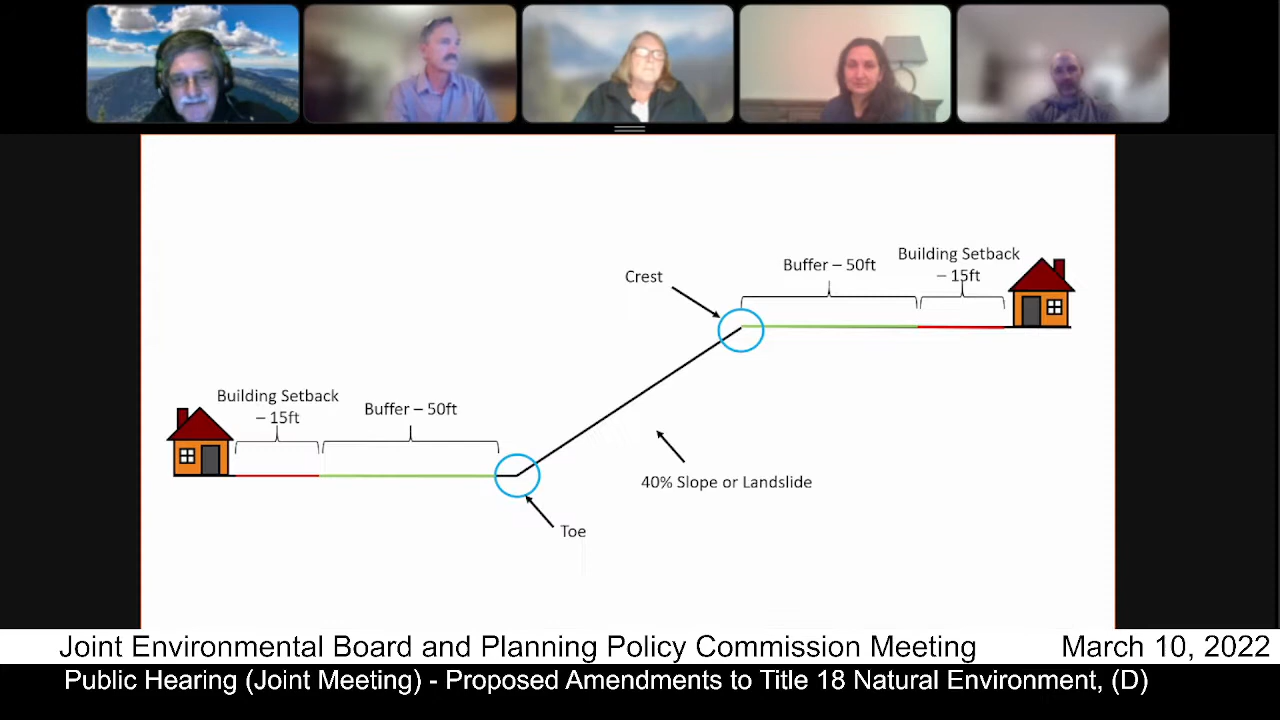 Crest
Buffer – 50ft
Building Setback
– 15ft
Building Setback
– 15ft
Buffer – 50ft
40% Slope or Landslide
Toe
Joint Environmental Board and Planning Policy Commission Meeting March 10, 2022
Public Hearing (Joint Meeting) - Proposed Amendments to Title 18 Natural Environment, (D)